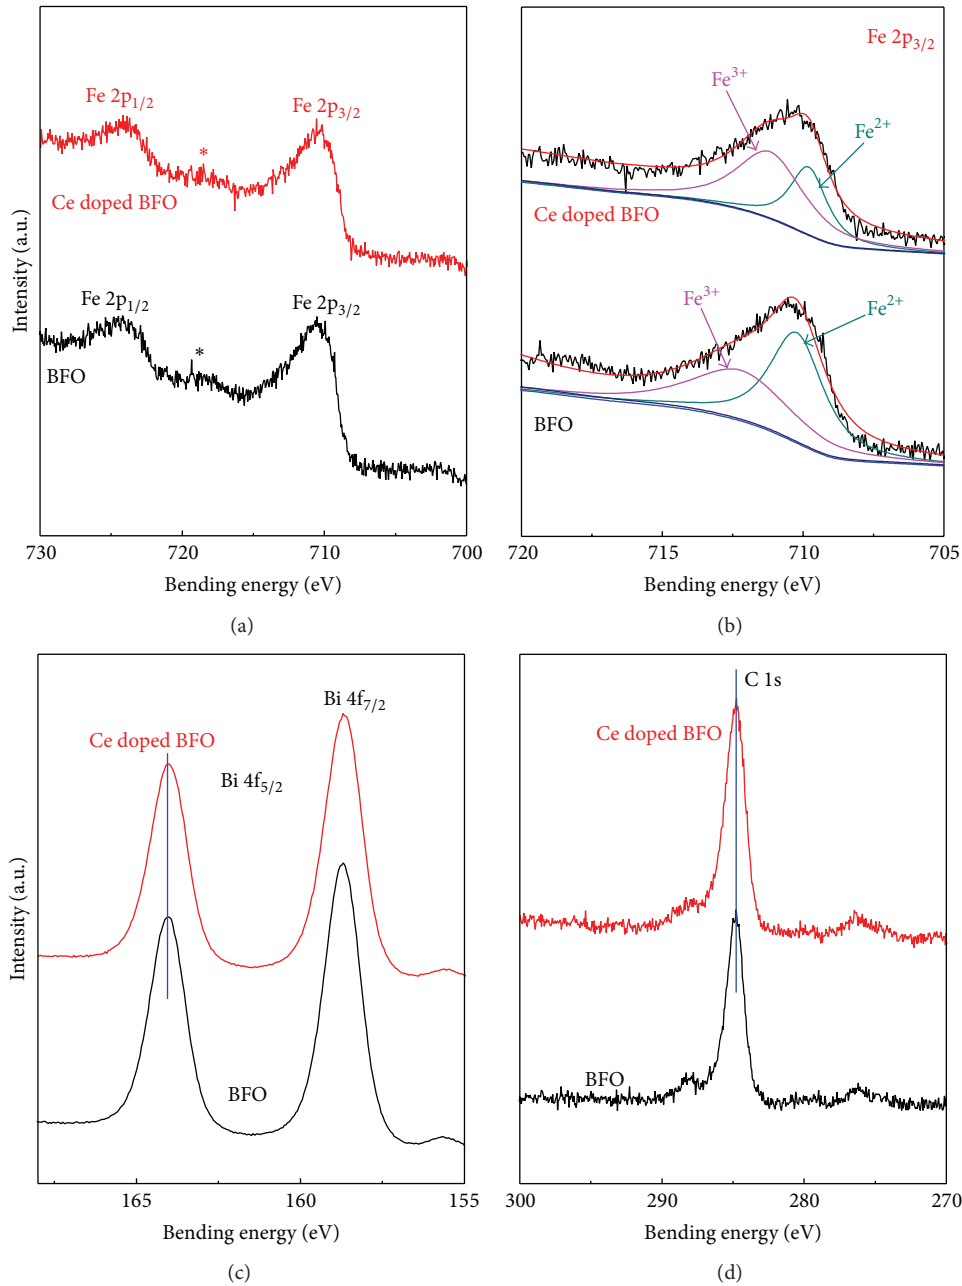 Fe 2p1/2
Fe 2p3/2
*
Ce doped BFO
Fe 2p1/2
Fe 2p3/2
*
BFO
Intensity (a.u.)
730 720 710 700
Bending energy (eV)
(a)
Fe 2p3/2
Fe3+
Fe2+
Ce doped BFO
Fe3+
Fe2+
BFO
720 715 710 705
Bending energy (eV)
(b)
Bi 4f7/2
Ce doped BFO
Bi 4f5/2
BFO
Intensity (a.u.)
165 160 155
Bending energy (eV)
(c)
C 1s
Ce doped BFO
BFO
300 290 280 270
Bending energy (eV)
(d)